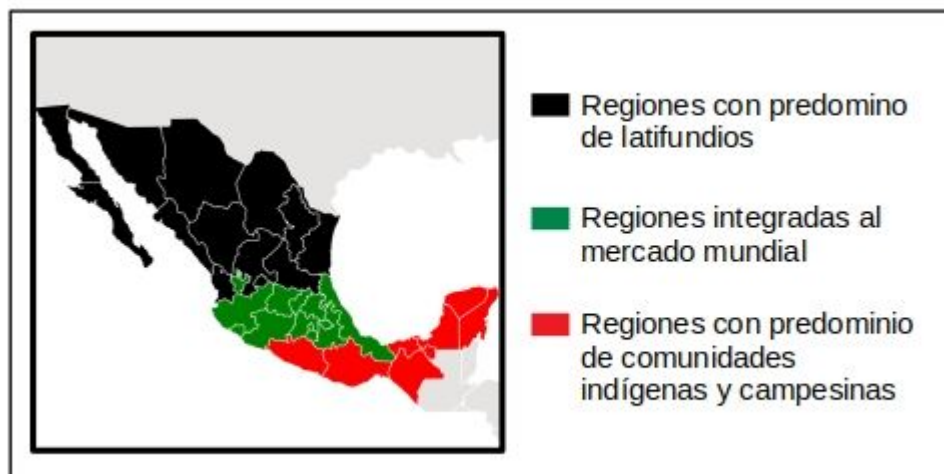 Regiones con predomino
de latifundios
Regiones integradas al
mercado mundial
Regiones con predominio
de comunidades
indígenas y campesinas